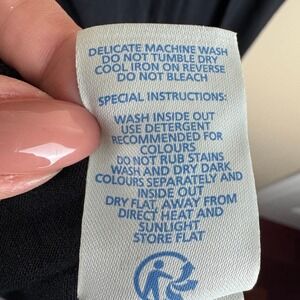 DELICATE MACHINE WASH
DO NOT TUMBLE DRY
COOL IRON ON REVERSE
DO NOT BLEACH
SPECIAL INSTRUCTIONS:
WASH INSIDE OUT
USE DETERGENT
RECOMMENDED FOR
COLOURS
DO NOT RUB STAINS
WASH AND DRY DARK
COLOURS SEPARATELY AND
INSIDE OUT
DRY FLAT, AWAY FROM
DIRECT HEAT AND
SUNLIGHT
STORE FLAT